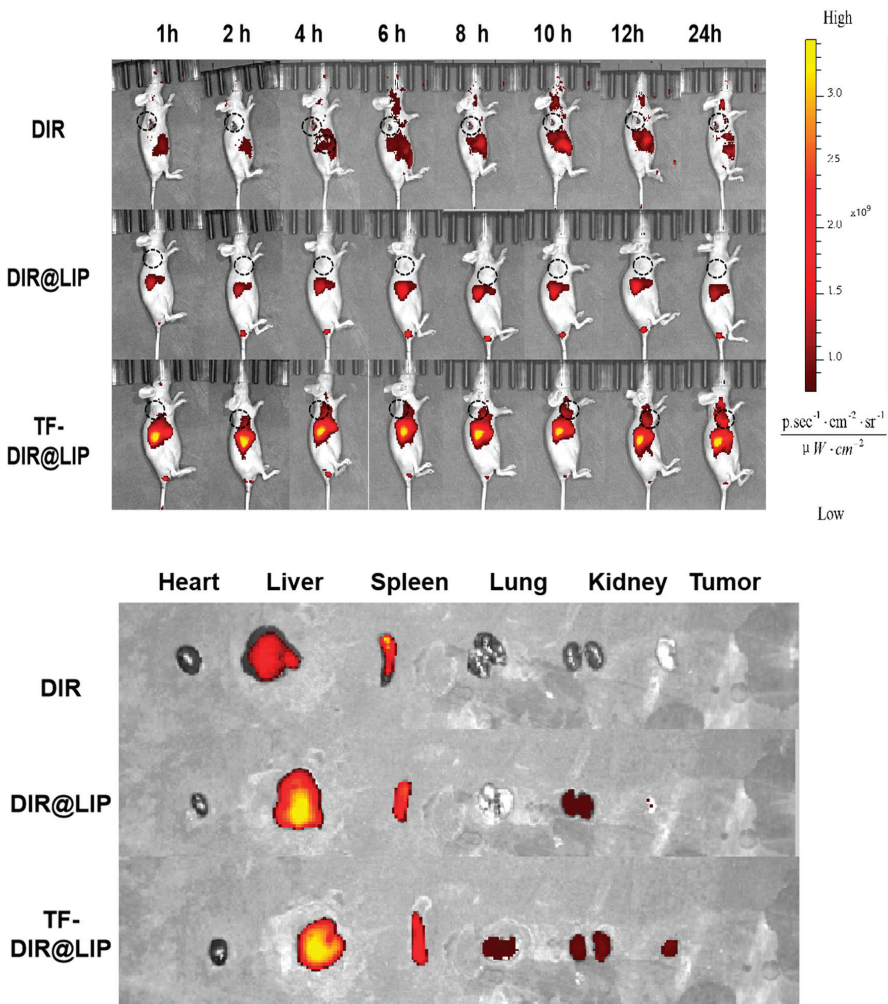 1h 2 h 4 h 6 h 8 h 10 h 12h 24h
High
DIR
3.0
2.5
2.0 x10⁹
DIR@LIP
1.5
1.0
TF-
DIR@LIP
p.sec⁻¹ · cm⁻² · sr⁻¹
μ W · cm⁻²
Low
Heart Liver Spleen Lung Kidney Tumor
DIR
DIR@LIP
TF-
DIR@LIP